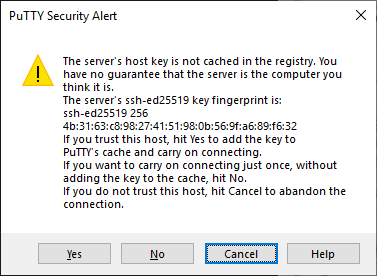 PuTTY Security Alert
The server's host key is not cached in the registry. You
have no guarantee that the server is the computer you
think it is.
The server's ssh-ed25519 key fingerprint is:
ssh-ed25519 256
4b:31:63:c8:98:27:41:51:98:0b:56:9f:a6:89:f6:32
If you trust this host, hit Yes to add the key to
PuTTY's cache and carry on connecting.
If you want to carry on connecting just once, without
adding the key to the cache, hit No.
If you do not trust this host, hit Cancel to abandon the
connection.
Yes
No
Cancel
Help